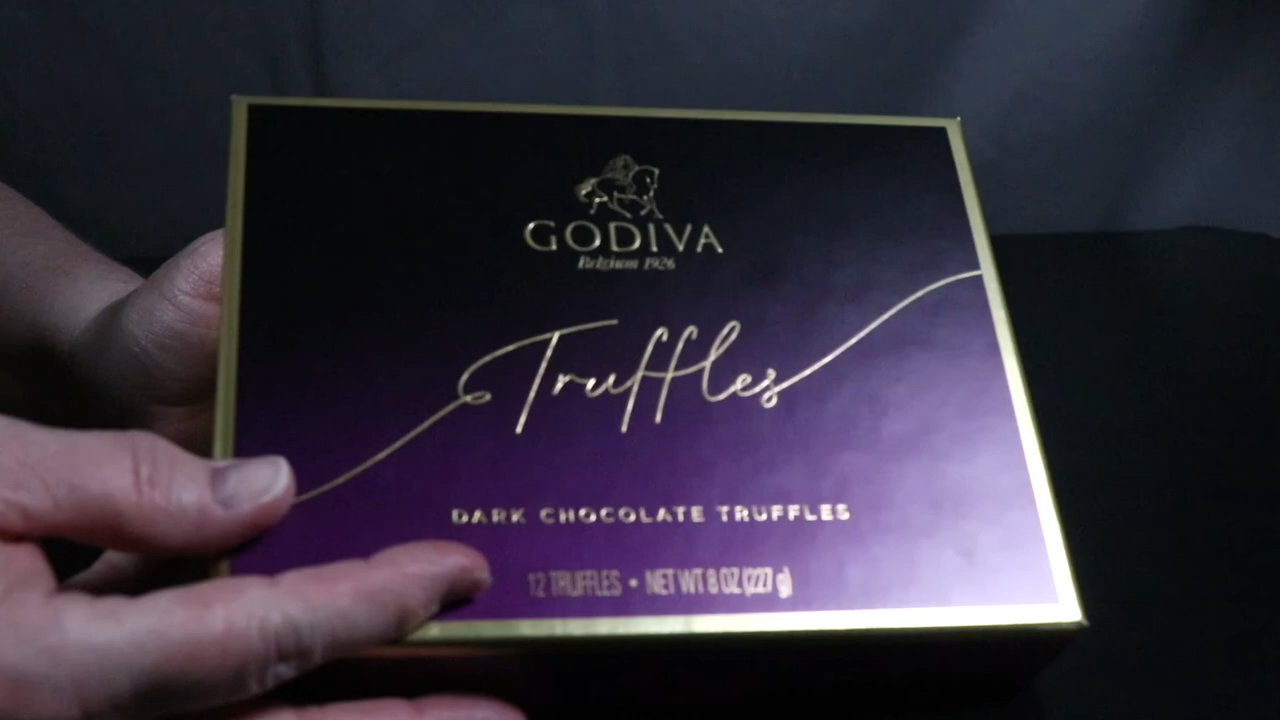 GODIVA
Belgium 1926
Truffles
DARK CHOCOLATE TRUFFLES
12 TRUFFLES • NET WT 8 OZ (227 g)